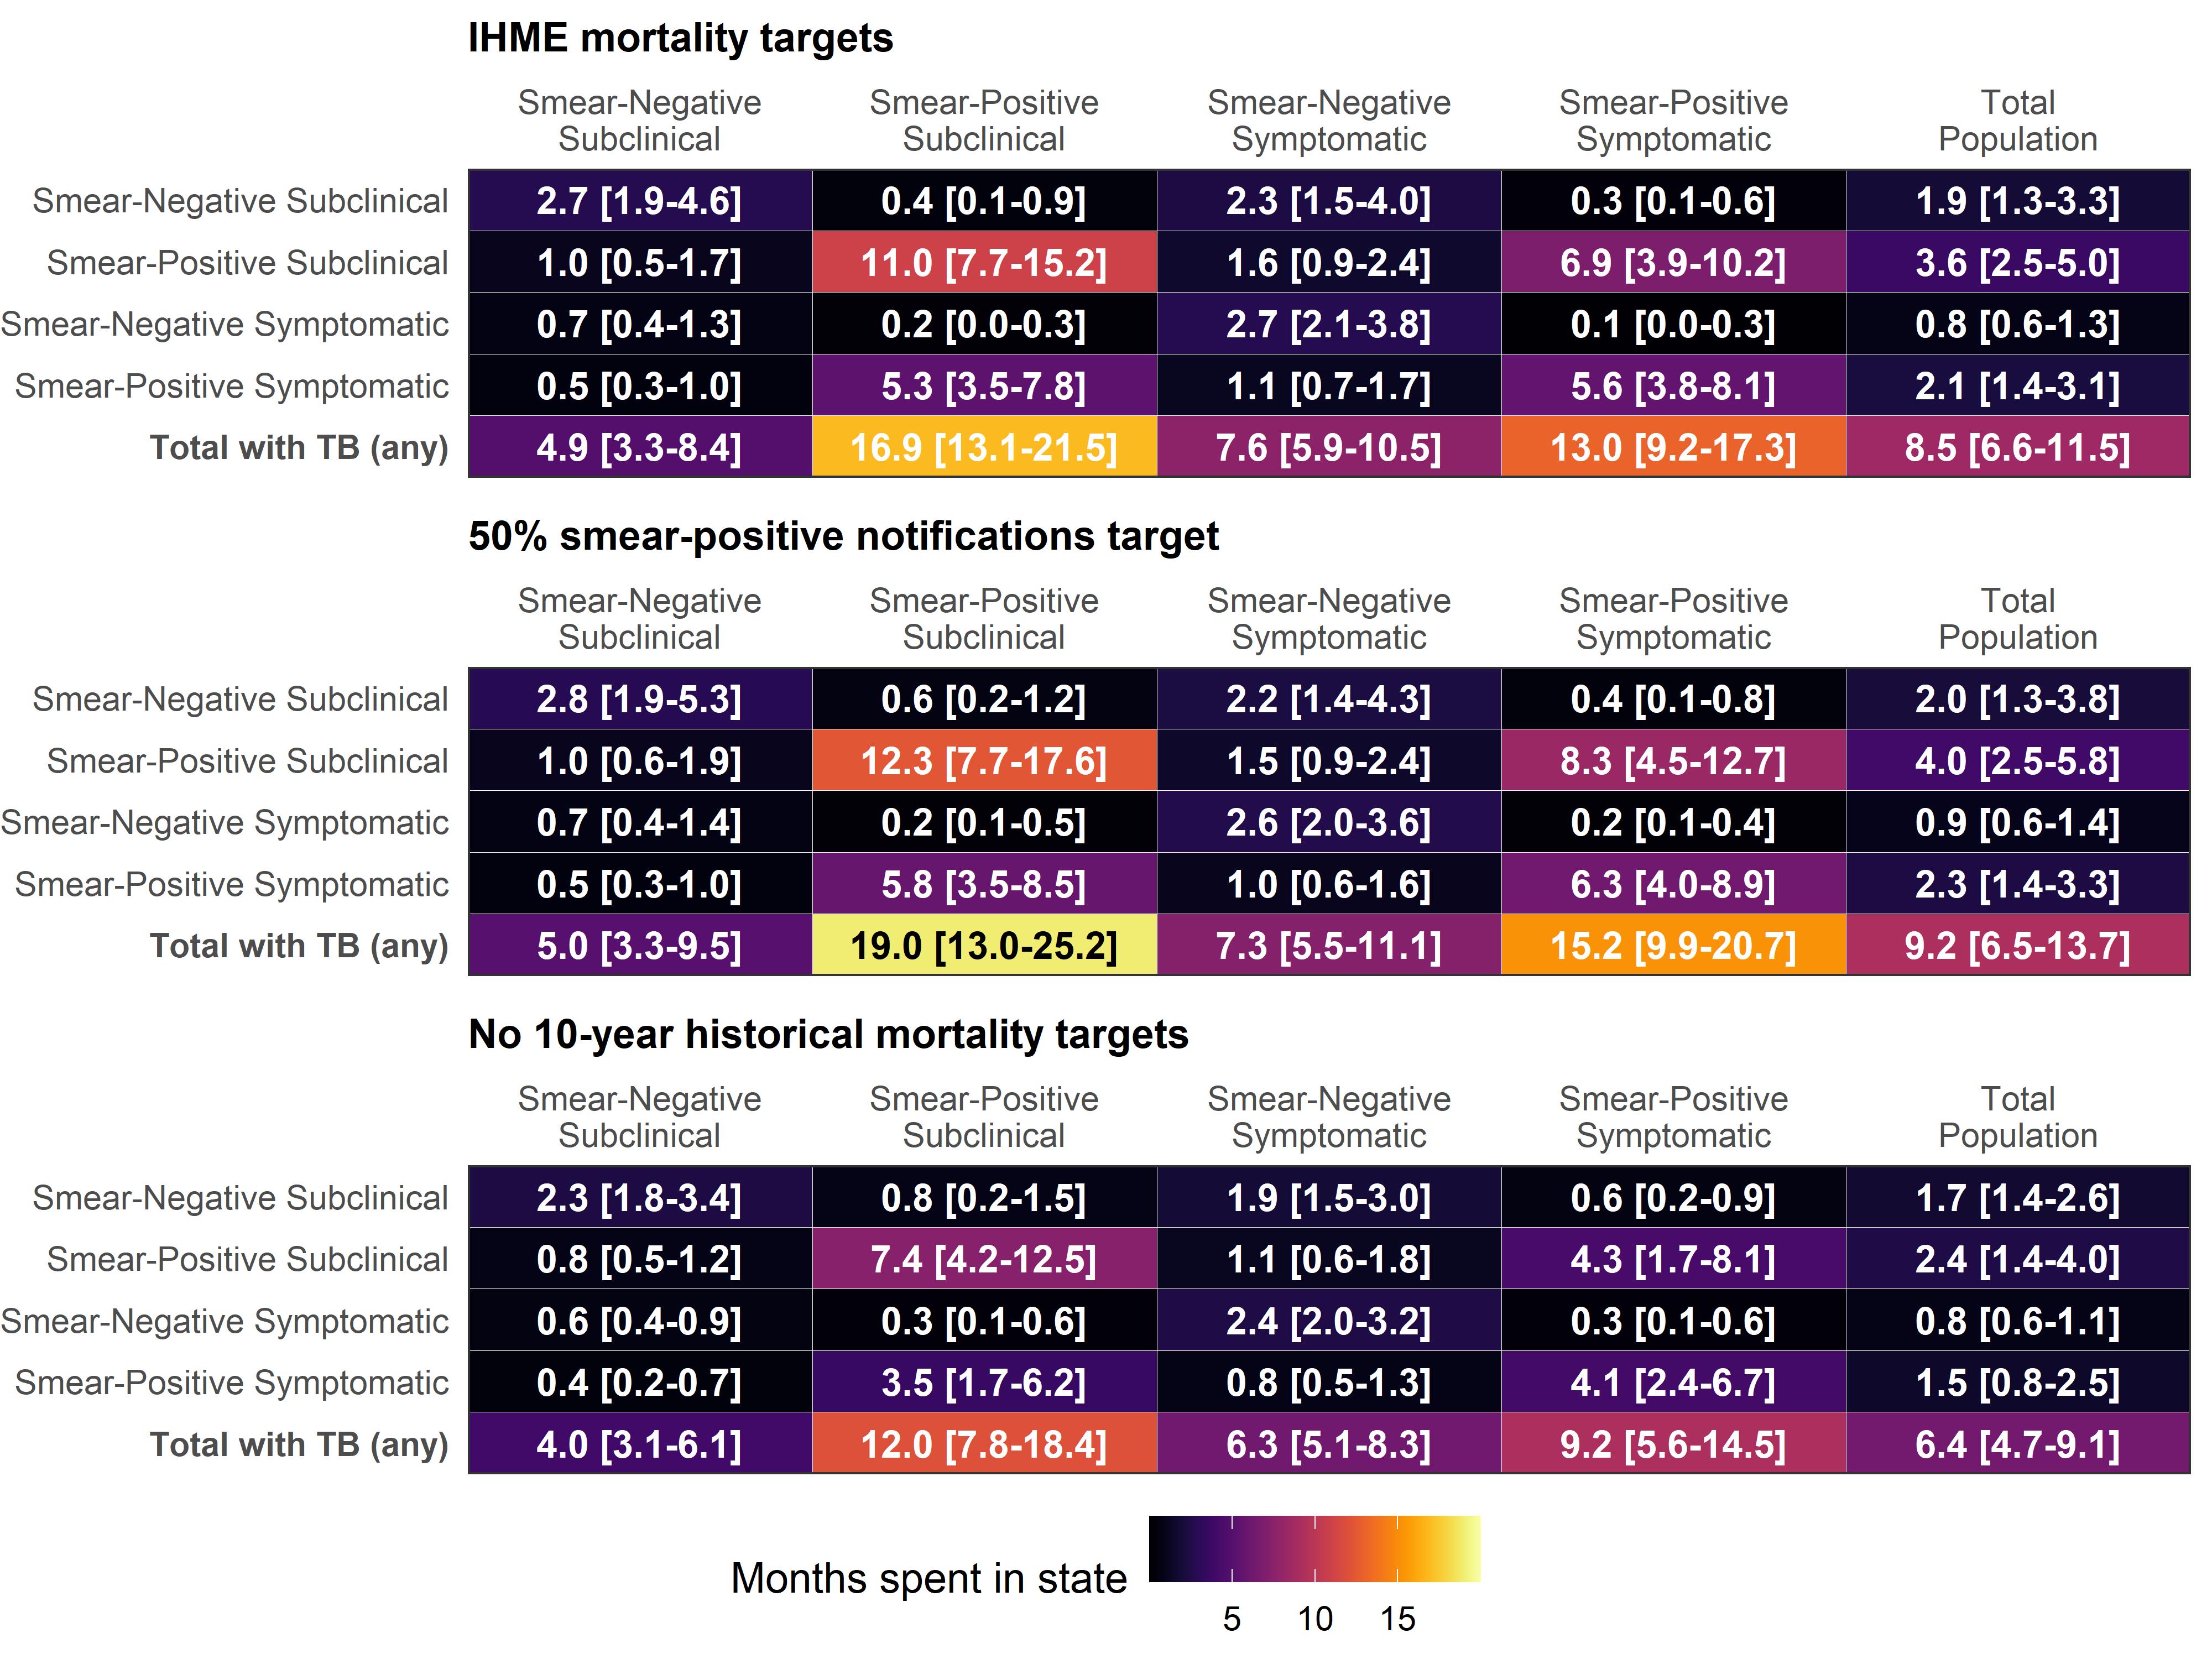 IHME mortality targets
Smear-Negative Smear-Positive Smear-Negative Smear-Positive Total
Subclinical Subclinical Symptomatic Symptomatic Population
Smear-Negative Subclinical 2.7 [1.9-4.6] 0.4 [0.1-0.9] 2.3 [1.5-4.0] 0.3 [0.1-0.6] 1.9 [1.3-3.3]
Smear-Positive Subclinical 1.0 [0.5-1.7] 11.0 [7.7-15.2] 1.6 [0.9-2.4] 6.9 [3.9-10.2] 3.6 [2.5-5.0]
Smear-Negative Symptomatic 0.7 [0.4-1.3] 0.2 [0.0-0.3] 2.7 [2.1-3.8] 0.1 [0.0-0.3] 0.8 [0.6-1.3]
Smear-Positive Symptomatic 0.5 [0.3-1.0] 5.3 [3.5-7.8] 1.1 [0.7-1.7] 5.6 [3.8-8.1] 2.1 [1.4-3.1]
Total with TB (any) 4.9 [3.3-8.4] 16.9 [13.1-21.5] 7.6 [5.9-10.5] 13.0 [9.2-17.3] 8.5 [6.6-11.5]
50% smear-positive notifications target
Smear-Negative Smear-Positive Smear-Negative Smear-Positive Total
Subclinical Subclinical Symptomatic Symptomatic Population
Smear-Negative Subclinical 2.8 [1.9-5.3] 0.6 [0.2-1.2] 2.2 [1.4-4.3] 0.4 [0.1-0.8] 2.0 [1.3-3.8]
Smear-Positive Subclinical 1.0 [0.6-1.9] 12.3 [7.7-17.6] 1.5 [0.9-2.4] 8.3 [4.5-12.7] 4.0 [2.5-5.8]
Smear-Negative Symptomatic 0.7 [0.4-1.4] 0.2 [0.1-0.5] 2.6 [2.0-3.6] 0.2 [0.1-0.4] 0.9 [0.6-1.4]
Smear-Positive Symptomatic 0.5 [0.3-1.0] 5.8 [3.5-8.5] 1.0 [0.6-1.6] 6.3 [4.0-8.9] 2.3 [1.4-3.3]
Total with TB (any) 5.0 [3.3-9.5] 19.0 [13.0-25.2] 7.3 [5.5-11.1] 15.2 [9.9-20.7] 9.2 [6.5-13.7]
No 10-year historical mortality targets
Smear-Negative Smear-Positive Smear-Negative Smear-Positive Total
Subclinical Subclinical Symptomatic Symptomatic Population
Smear-Negative Subclinical 2.3 [1.8-3.4] 0.8 [0.2-1.5] 1.9 [1.5-3.0] 0.6 [0.2-0.9] 1.7 [1.4-2.6]
Smear-Positive Subclinical 0.8 [0.5-1.2] 7.4 [4.2-12.5] 1.1 [0.6-1.8] 4.3 [1.7-8.1] 2.4 [1.4-4.0]
Smear-Negative Symptomatic 0.6 [0.4-0.9] 0.3 [0.1-0.6] 2.4 [2.0-3.2] 0.3 [0.1-0.6] 0.8 [0.6-1.1]
Smear-Positive Symptomatic 0.4 [0.2-0.7] 3.5 [1.7-6.2] 0.8 [0.5-1.3] 4.1 [2.4-6.7] 1.5 [0.8-2.5]
Total with TB (any) 4.0 [3.1-6.1] 12.0 [7.8-18.4] 6.3 [5.1-8.3] 9.2 [5.6-14.5] 6.4 [4.7-9.1]
Months spent in state
5 10 15